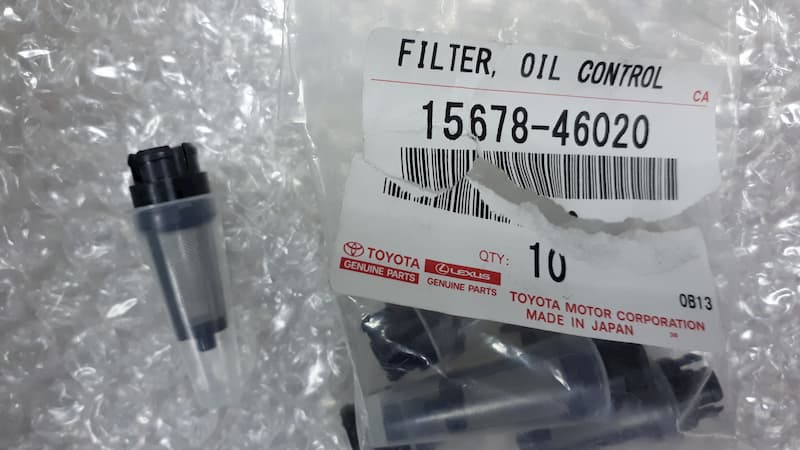 FILTER, OIL CONTROL
CA
15678-46020
TOYOTA
GENUINE PARTS
LEXUS
GENUINE PARTS
QTY: 10
0B13
TOYOTA MOTOR CORPORATION
MADE IN JAPAN